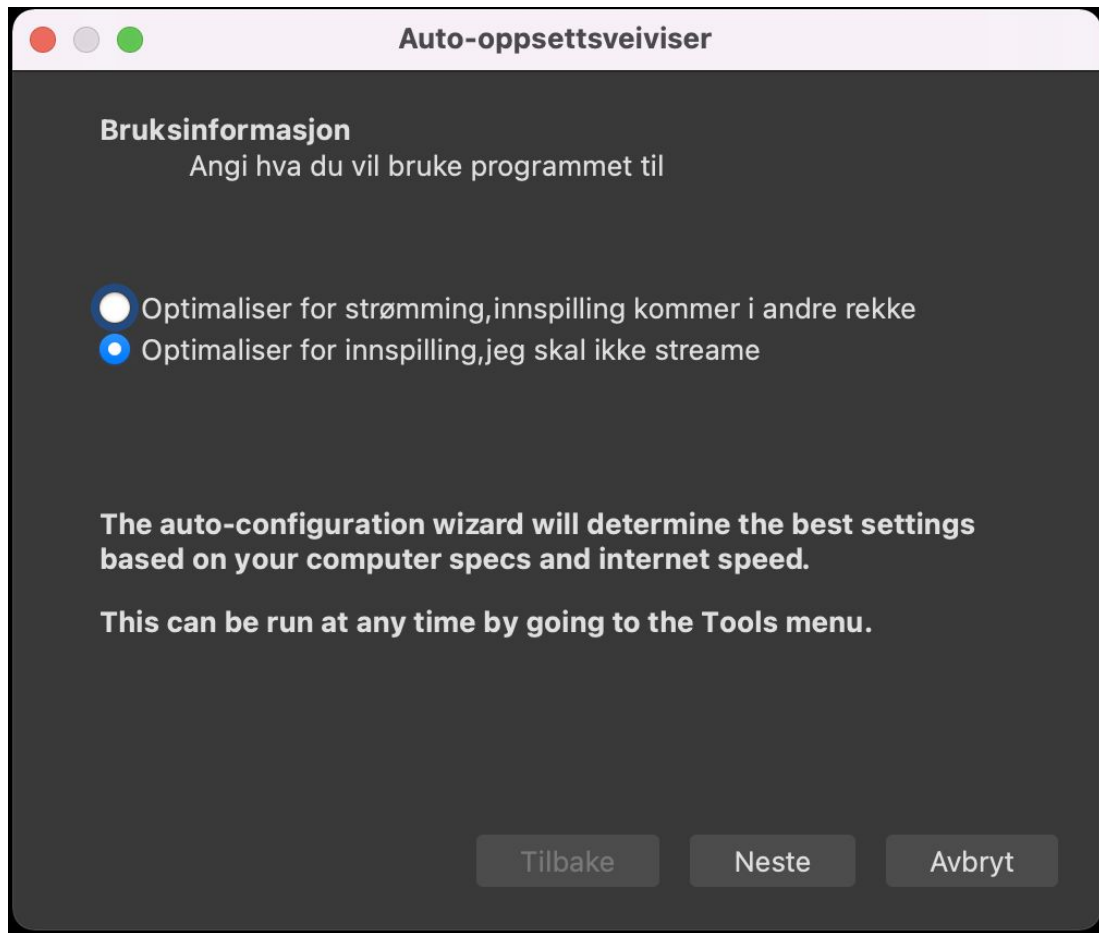 Auto-oppsettsveiviser
Bruksinformasjon
Angi hva du vil bruke programmet til
Optimaliser for strømming,innspilling kommer i andre rekke
Optimaliser for innspilling,jeg skal ikke streame
The auto-configuration wizard will determine the best settings
based on your computer specs and internet speed.
This can be run at any time by going to the Tools menu.
Tilbake
Neste
Avbryt